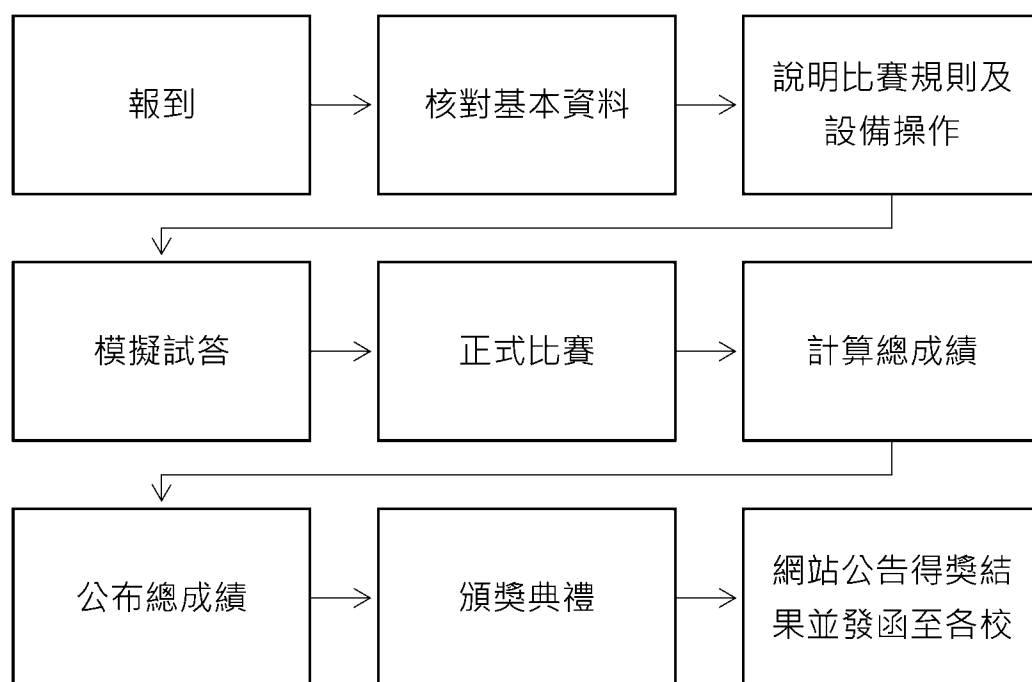 報到
核對基本資料
說明比賽規則及
設備操作
模擬試答
正式比賽
計算總成績
公布總成績
頒獎典禮
網站公告得獎結
果並發函至各校